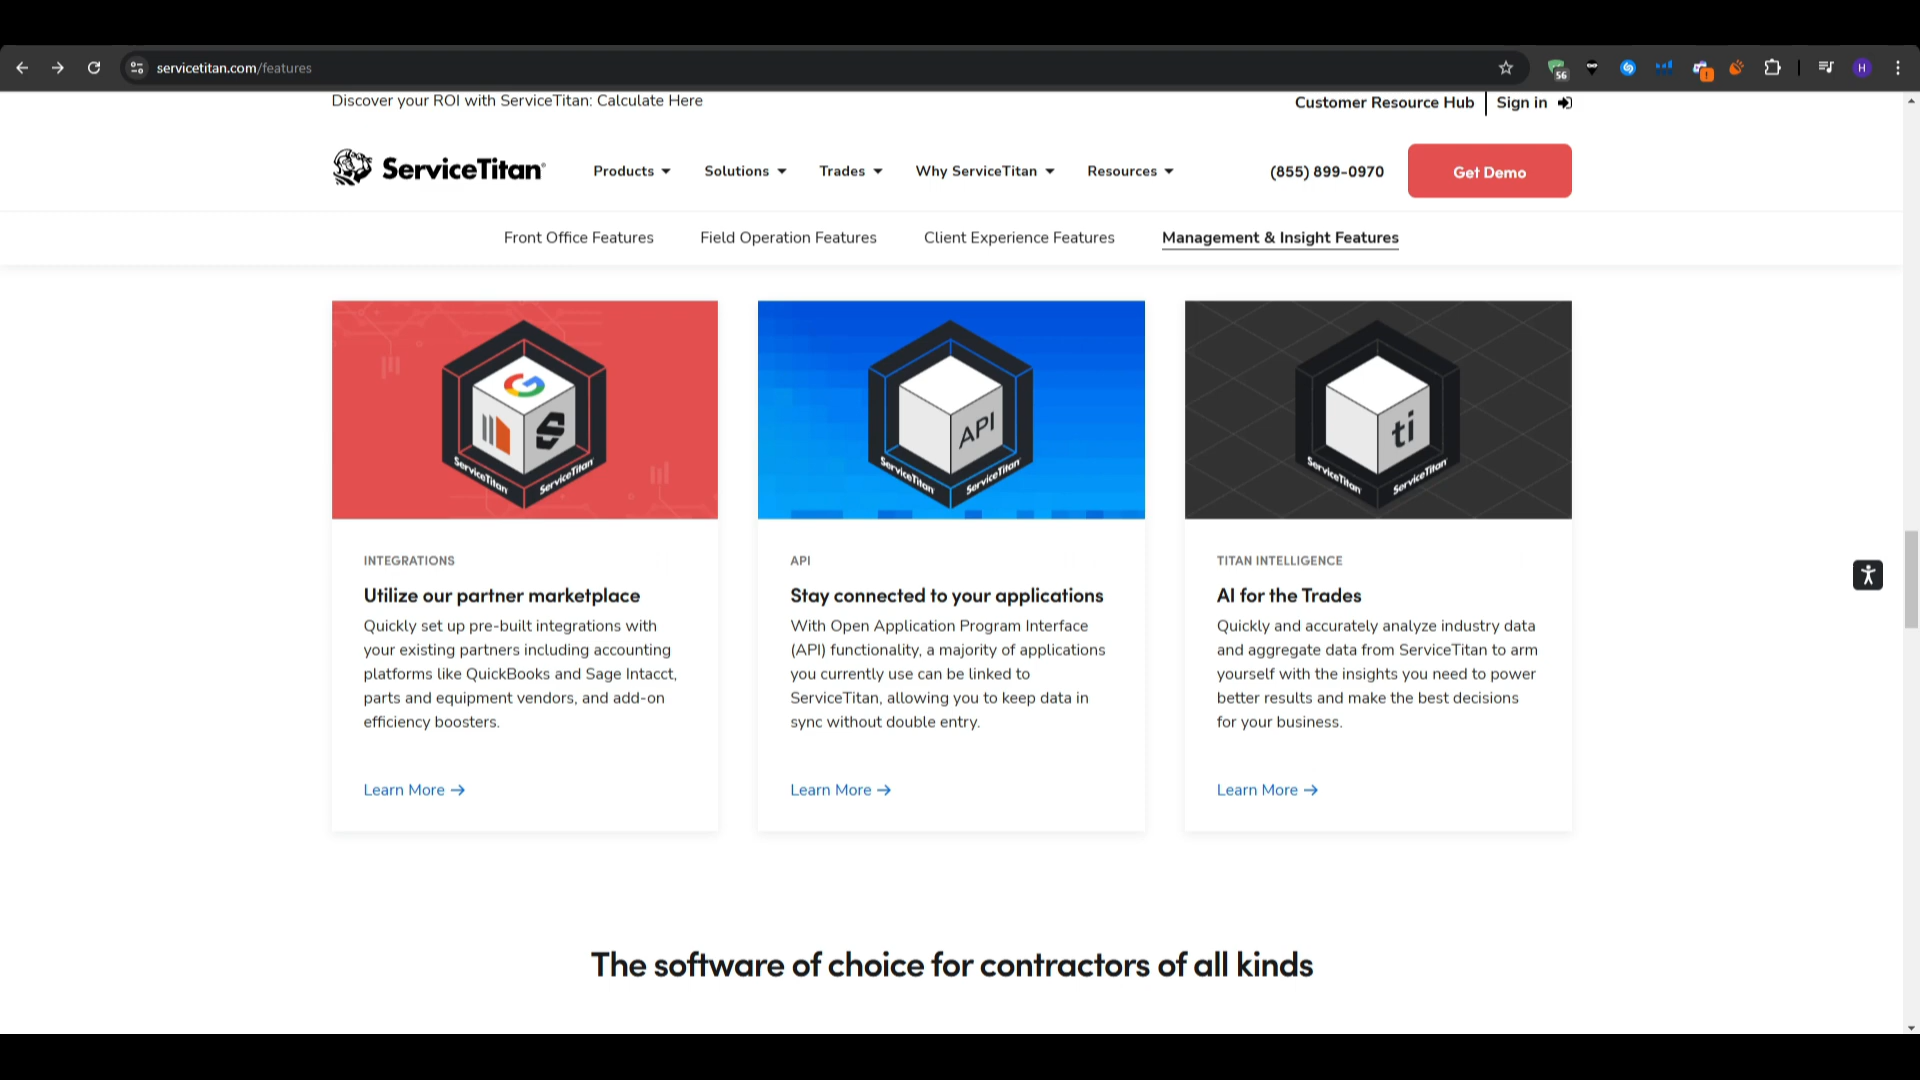 servicetitan.com/features
56
H
Discover your ROI with ServiceTitan: Calculate Here
Customer Resource Hub
Sign in
ServiceTitan
Products
Solutions
Trades
Why ServiceTitan
Resources
(855) 899-0970
Get Demo
Front Office Features
Field Operation Features
Client Experience Features
Management & Insight Features
ServiceTitan
ServiceTitan
API
ServiceTitan
ServiceTitan
ti
ServiceTitan
ServiceTitan
INTEGRATIONS
Utilize our partner marketplace
Quickly set up pre-built integrations with
your existing partners including accounting
platforms like QuickBooks and Sage Intacct,
parts and equipment vendors, and add-on
efficiency boosters.
Learn More
API
Stay connected to your applications
With Open Application Program Interface
(API) functionality, a majority of applications
you currently use can be linked to
ServiceTitan, allowing you to keep data in
sync without double entry.
Learn More
TITAN INTELLIGENCE
AI for the Trades
Quickly and accurately analyze industry data
and aggregate data from ServiceTitan to arm
yourself with the insights you need to power
better results and make the best decisions
for your business.
Learn More
The software of choice for contractors of all kinds